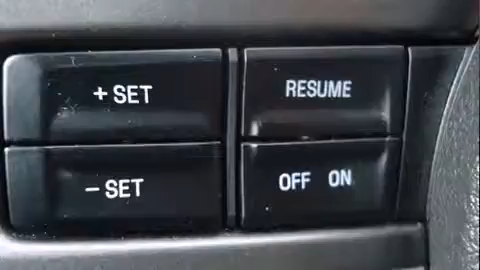 + SET
RESUME
- SET
OFF ON